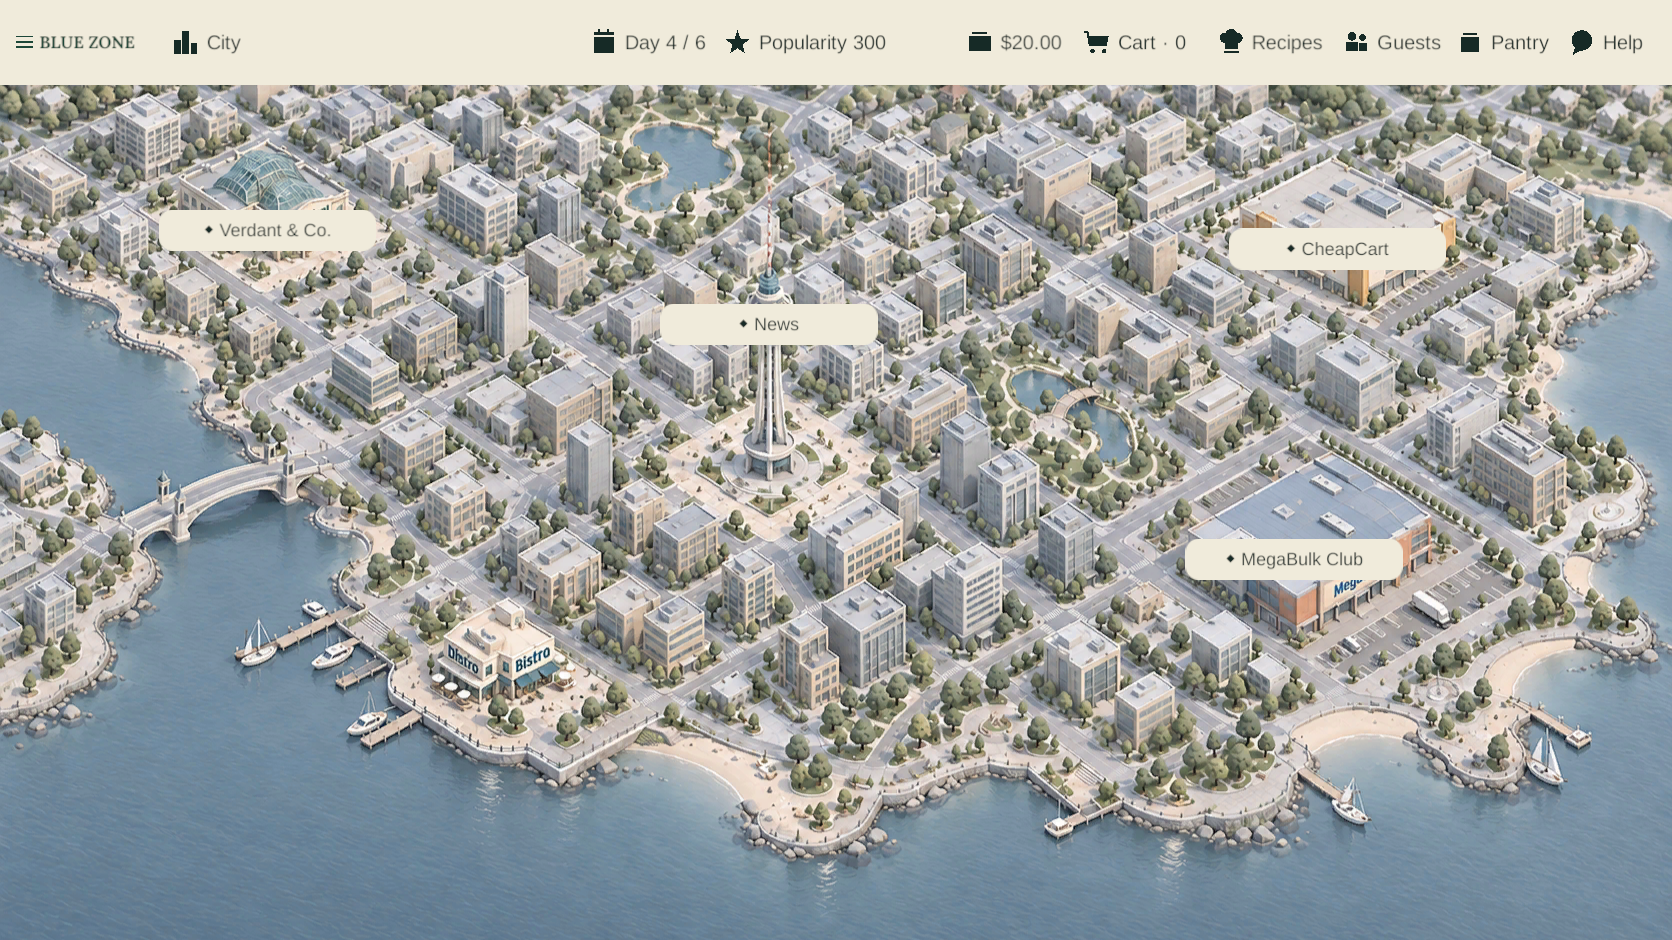 BLUE ZONE
City
Day 4 / 6
Popularity 300
$20.00
Cart · 0
Recipes
Guests
Pantry
Help
Verdant & Co.
CheapCart
News
MegaBulk Club
Bistro